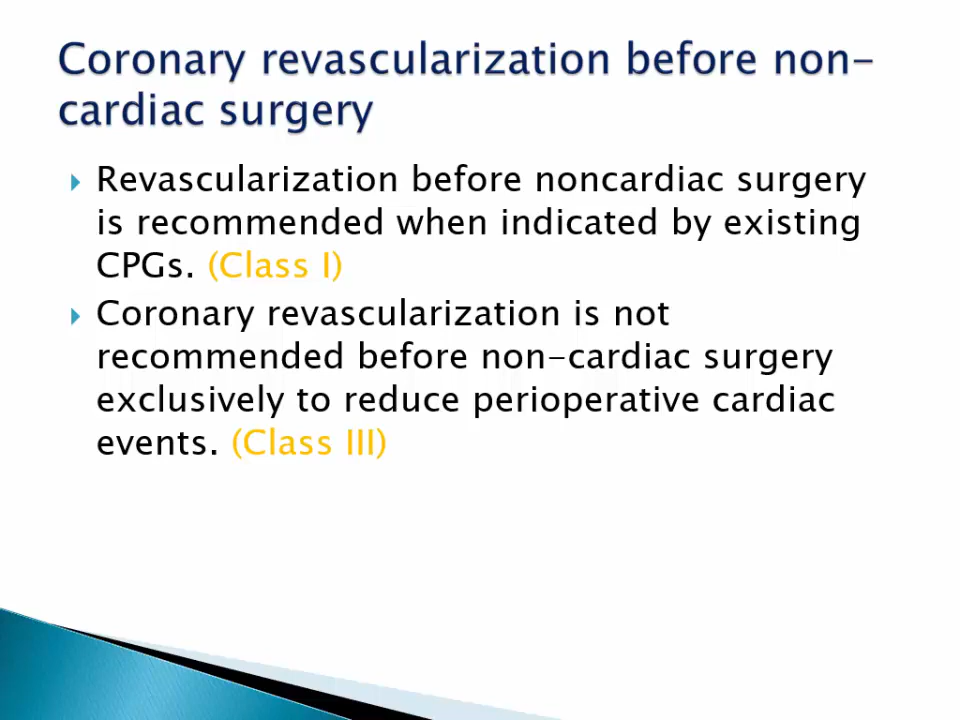 Coronary revascularization before non-
cardiac surgery
Revascularization before noncardiac surgery
is recommended when indicated by existing
CPGs. (Class I)
Coronary revascularization is not
recommended before non-cardiac surgery
exclusively to reduce perioperative cardiac
events. (Class III)